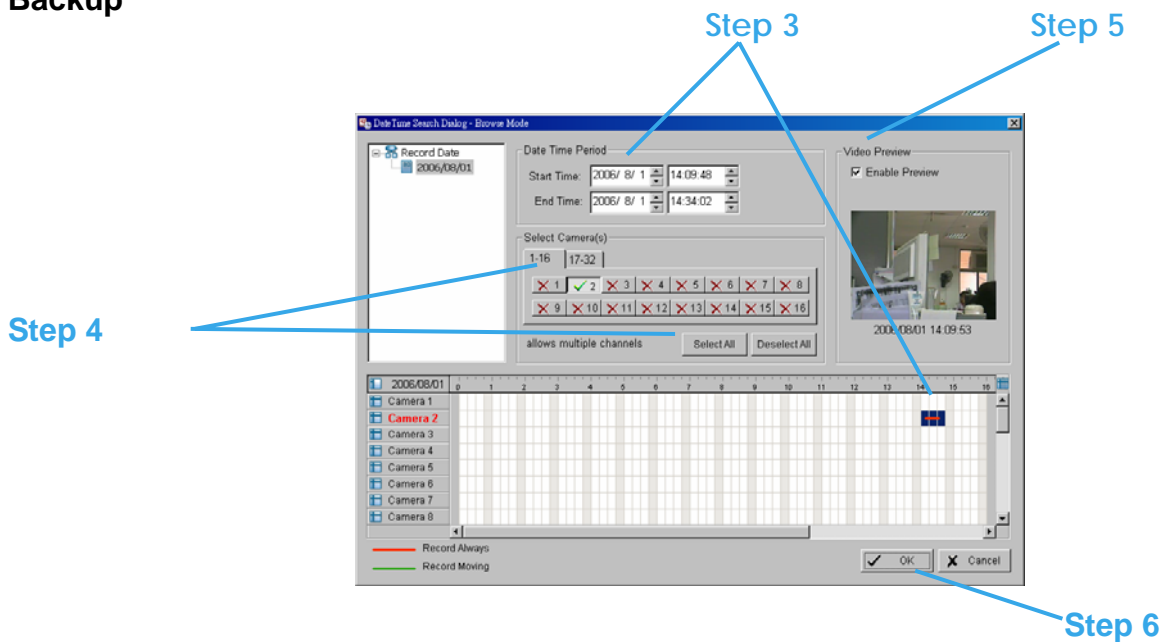 Backup
Step 3
Step 5
DateTime Search Dialog - Browse Mode
Record Date
2006/08/01
Date Time Period
Start Time: 2006/ 8/ 1 14:09:48
End Time: 2006/ 8/ 1 14:34:02
Video Preview
Enable Preview
2006/08/01 14:09:53
Select Camera(s)
1-16 17-32
1 2 3 4 5 6 7 8
9 10 11 12 13 14 15 16
allows multiple channels Select All Deselect All
Step 4
2006/08/01 0 1 2 3 4 5 6 7 8 9 10 11 12 13 14 15 16
Camera 1
Camera 2
Camera 3
Camera 4
Camera 5
Camera 6
Camera 7
Camera 8
Record Always
Record Moving
OK Cancel
Step 6